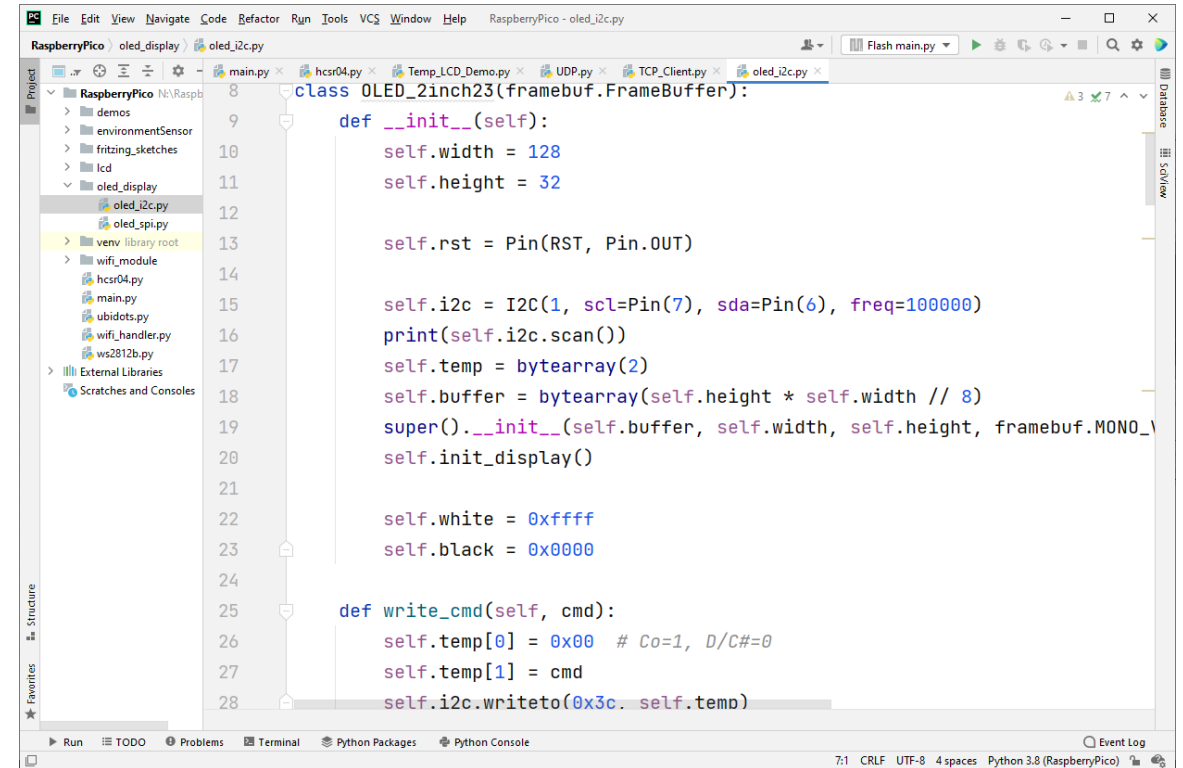 PC File Edit View Navigate Code Refactor Run Tools VCS Window Help RaspberryPico - oled_i2c.py
RaspberryPico oled_display oled_i2c.py Flash main.py
main.py hcsr04.py Temp_LCD_Demo.py UDP.py TCP_Client.py oled_i2c.py
Project
RaspberryPico N:\Raspb
demos
environmentSensor
fritzing_sketches
lcd
oled_display
oled_i2c.py
oled_spi.py
venv library root
wifi_module
hcsr04.py
main.py
ubidots.py
wifi_handler.py
ws2812b.py
External Libraries
Scratches and Consoles
Structure
Favorites
8 class OLED_2inch23(framebuf.FrameBuffer):
3 7
9 def __init__(self):
10 self.width = 128
11 self.height = 32
12
13 self.rst = Pin(RST, Pin.OUT)
14
15 self.i2c = I2C(1, scl=Pin(7), sda=Pin(6), freq=100000)
16 print(self.i2c.scan())
17 self.temp = bytearray(2)
18 self.buffer = bytearray(self.height * self.width // 8)
19 super().__init__(self.buffer, self.width, self.height, framebuf.MONO_
20 self.init_display()
21
22 self.white = 0xffff
23 self.black = 0x0000
24
25 def write_cmd(self, cmd):
26 self.temp[0] = 0x00 # Co=1, D/C#=0
27 self.temp[1] = cmd
28 self.i2c.writeto(0x3c, self.temp)
Database
SciView
Run TODO Problems Terminal Python Packages Python Console Event Log
7:1 CRLF UTF-8 4 spaces Python 3.8 (RaspberryPico)